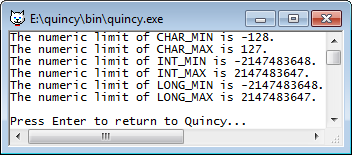 E:\quincy\bin\quincy.exe
The numeric limit of CHAR_MIN is -128.
The numeric limit of CHAR_MAX is 127.
The numeric limit of INT_MIN is -2147483648.
The numeric limit of INT_MAX is 2147483647.
The numeric limit of LONG_MIN is -2147483648.
The numeric limit of LONG_MAX is 2147483647.
Press Enter to return to Quincy...